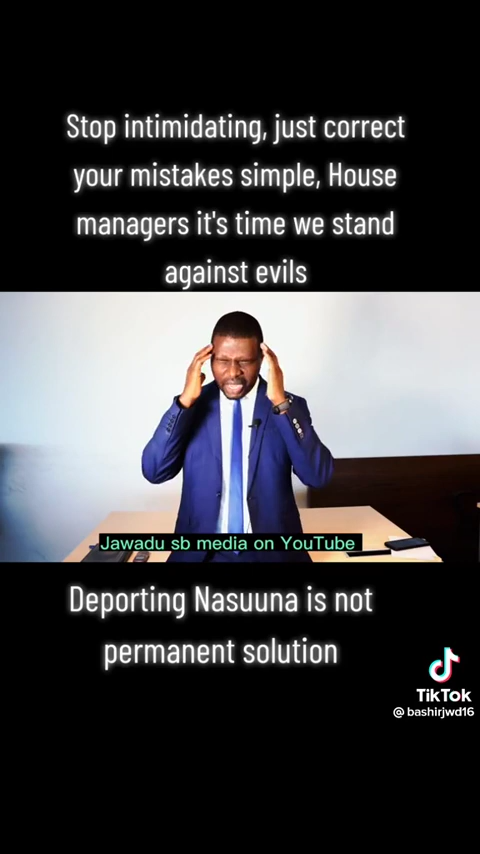 Stop intimidating, just correct
your mistakes simple, House
managers it's time we stand
against evils
Jawadu sb media on YouTube
Deporting Nasuuna is not
permanent solution
TikTok
@ bashirjwd16